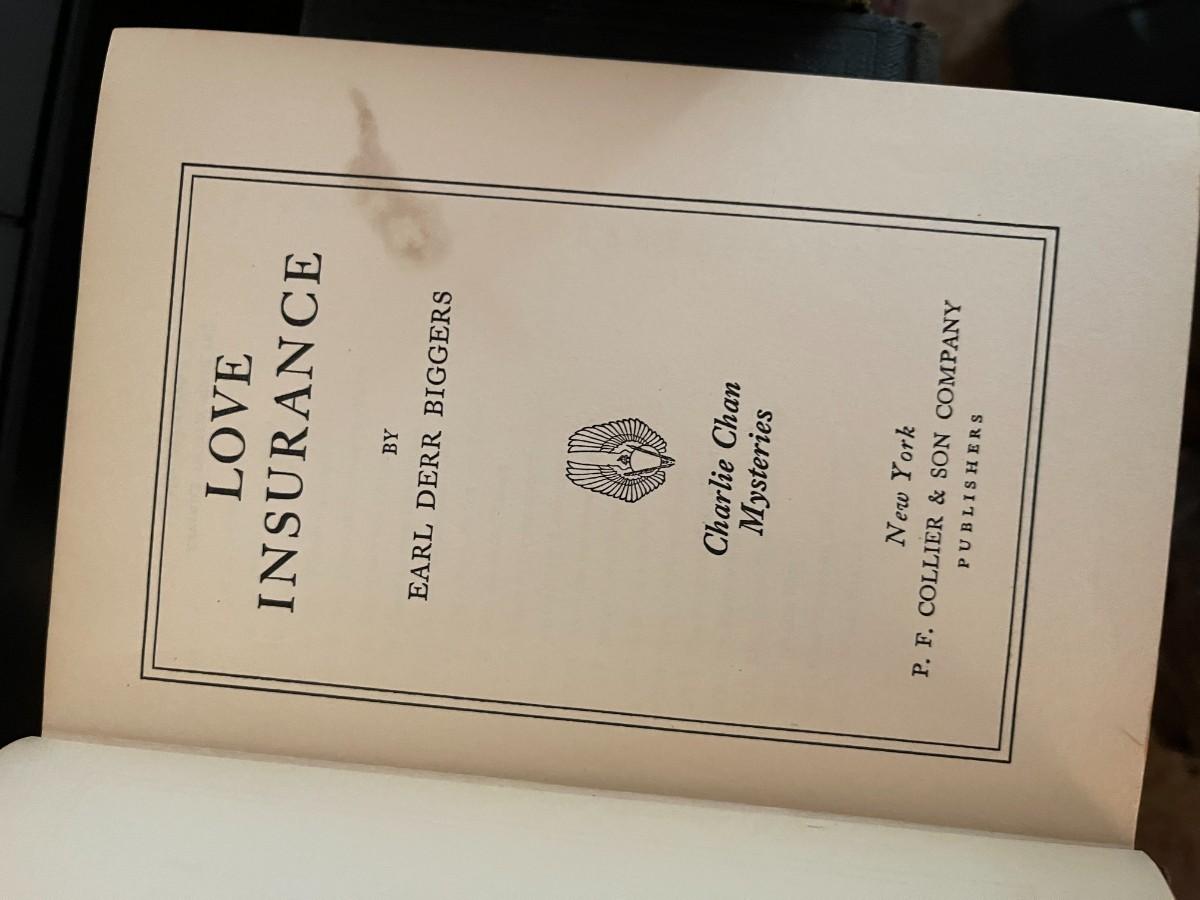 LOVE
INSURANCE
BY
EARL DERR BIGGERS
Charlie Chan
Mysteries
New York
P. F. COLLIER & SON COMPANY
PUBLISHERS